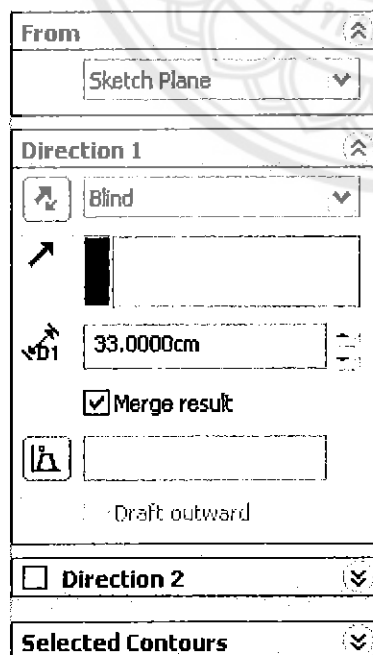 From
Sketch Plane
Direction 1
Blind
D1
33.0000cm
Merge result
Draft outward
Direction 2
Selected Contours